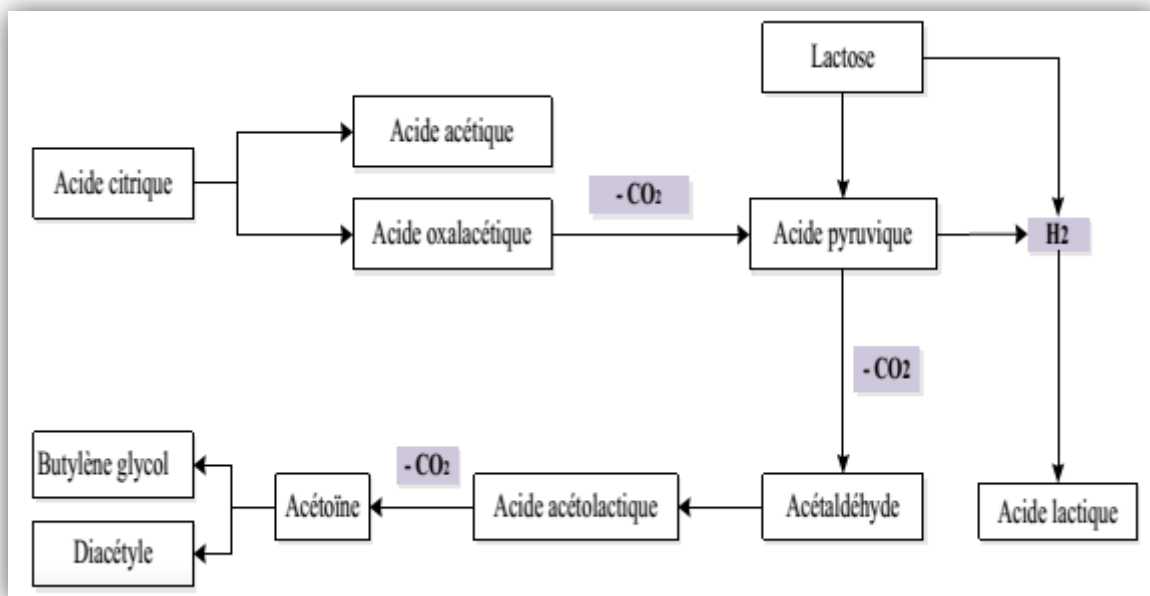 Lactose
Acide acétique
Acide citrique
- CO₂
Acide oxalacétique
Acide pyruvique
H2
- CO2
Butylène glycol
- CO₂
Acétoïne
Acide acétolactique
Acétaldéhyde
Acide lactique
Diacétyle